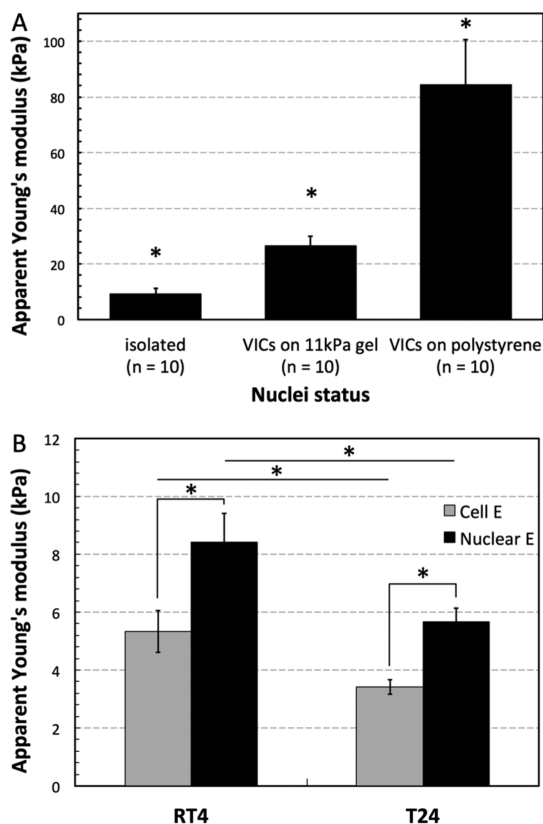 A
Apparent Young's modulus (kPa)
100
80
60
40
20
0
*
*
*
isolated
(n = 10)
VICs on 11kPa gel
(n = 10)
VICs on polystyrene
(n = 10)
Nuclei status
B
Apparent Young's modulus (kPa)
12
10
8
6
4
2
0
*
*
*
*
Cell E
Nuclear E
RT4
T24